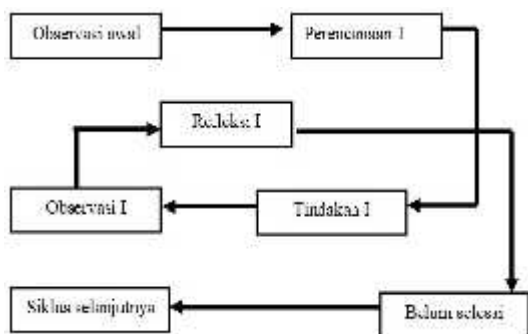 Observasi awal
Perencanaan I
Refleksi I
Observasi I
Tindakan I
Siklus selanjutnya
Belum selesai